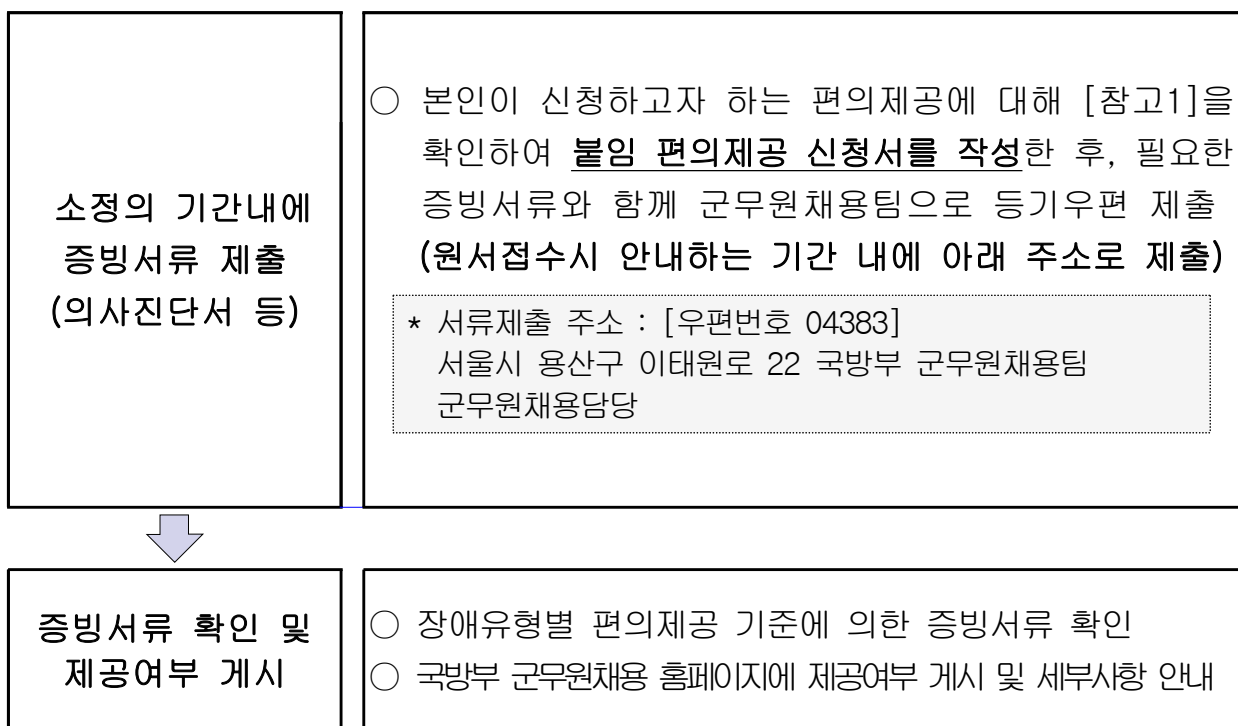 소정의 기간내에
증빙서류 제출
(의사진단서 등)
○ 본인이 신청하고자 하는 편의제공에 대해 [참고1]을
확인하여 붙임 편의제공 신청서를 작성한 후, 필요한
증빙서류와 함께 군무원채용팀으로 등기우편 제출
(원서접수시 안내하는 기간 내에 아래 주소로 제출)
* 서류제출 주소 : [우편번호 04383]
서울시 용산구 이태원로 22 국방부 군무원채용팀
군무원채용담당
증빙서류 확인 및
제공여부 게시
○ 장애유형별 편의제공 기준에 의한 증빙서류 확인
○ 국방부 군무원채용 홈페이지에 제공여부 게시 및 세부사항 안내